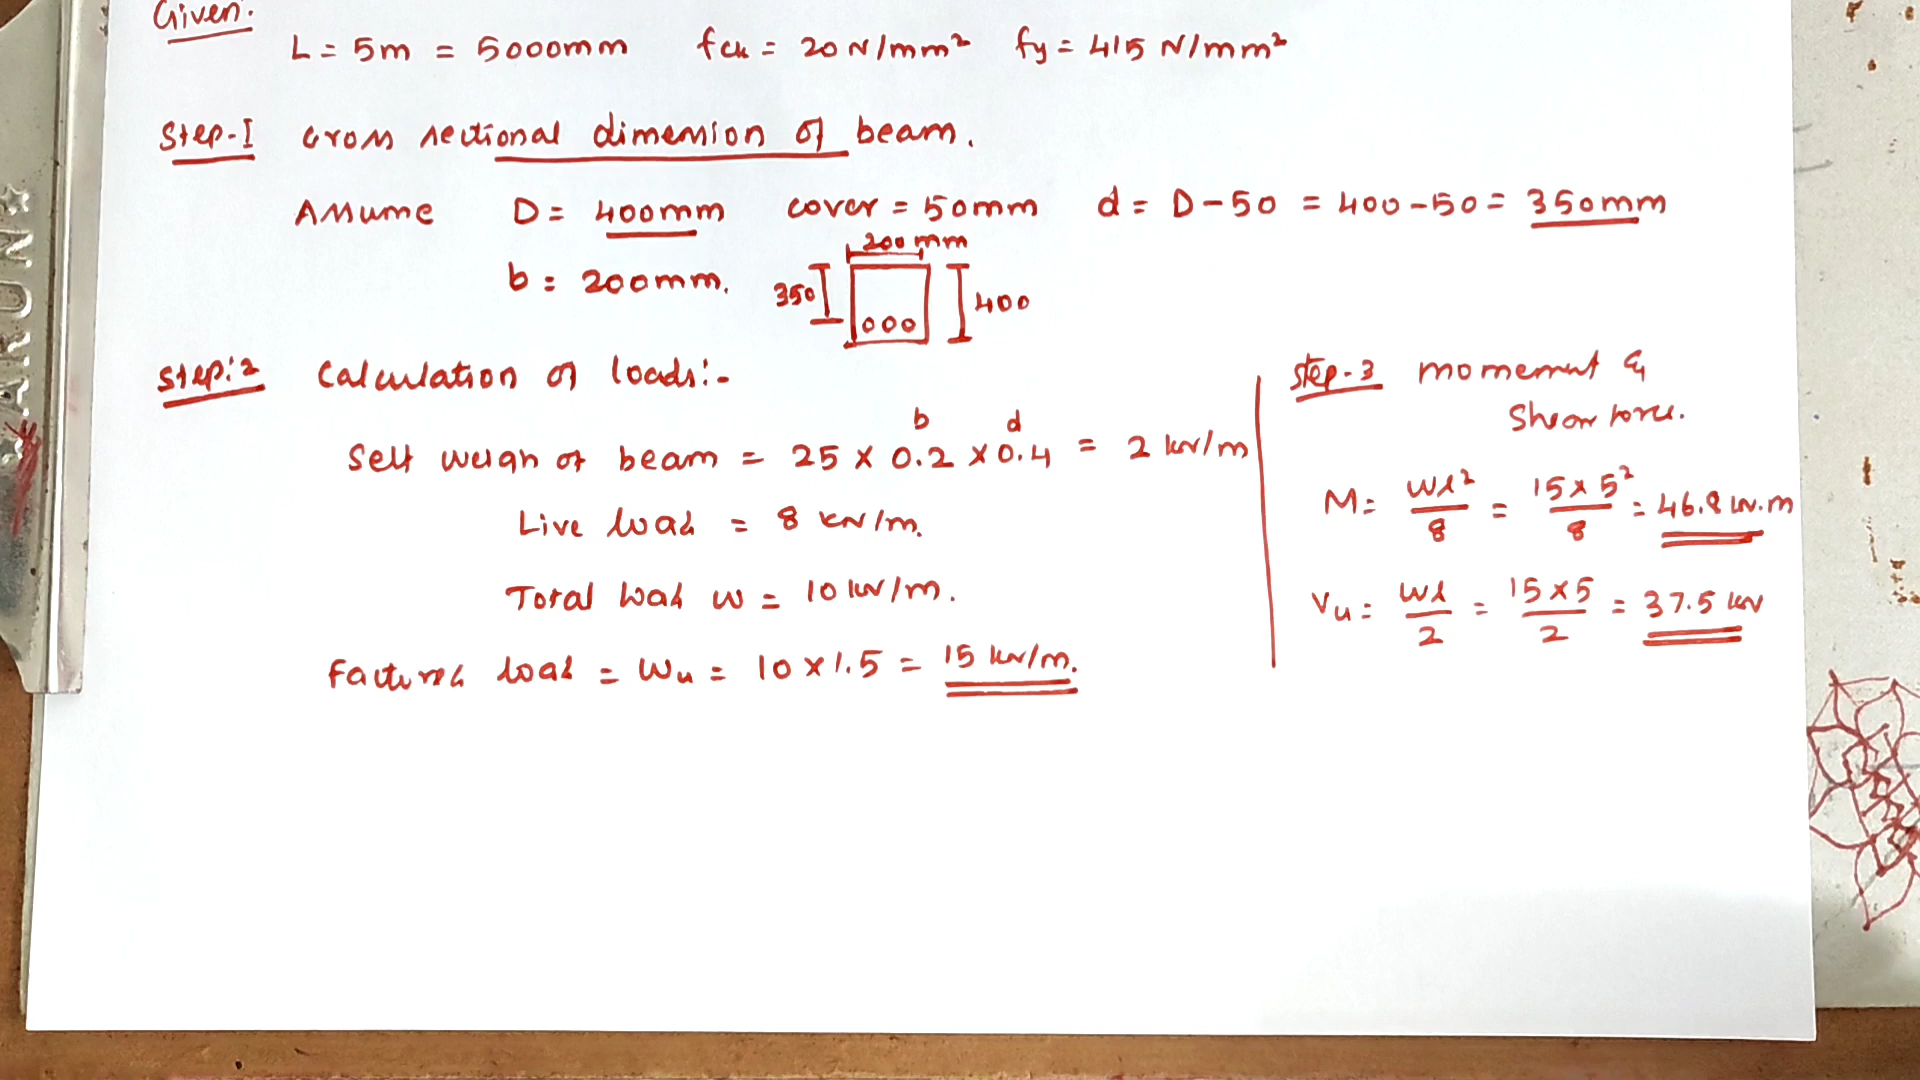 Given.
L = 5m = 5000mm fck = 20 N/mm² fy = 415 N/mm²
Step-I cross sectional dimension of beam.
Assume D = 400mm cover = 50mm d = D-50 = 400-50 = 350mm
200 mm
b = 200mm.
350
400
Step:2 Calculation of loads:-
b d
Self weigh of beam = 25 x 0.2 x 0.4 = 2 kN/m
Live load = 8 kN/m.
Total load w = 10 kN/m.
Factored load = Wu = 10 x 1.5 = 15 kN/m.
Step-3 moment &
Shear force.
M = wl²/8 = 15 x 5²/8 = 46.8 kN.m
Vu = wl/2 = 15 x 5/2 = 37.5 kN